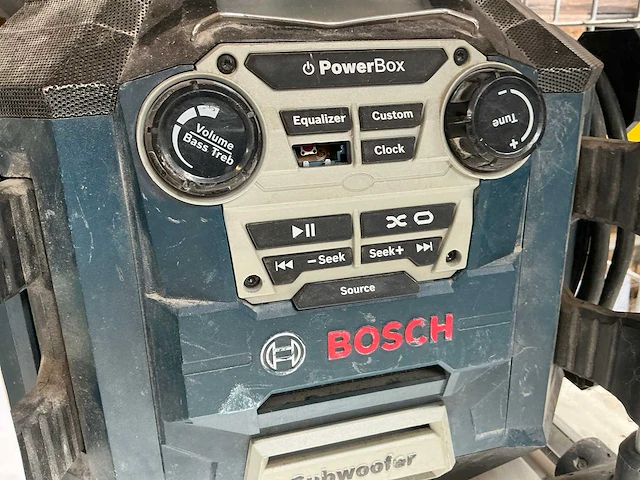 PowerBox
Equalizer
Custom
Clock
Volume
Bass Treb
Tune
- Seek
Seek+
Source
BOSCH
Subwoofer